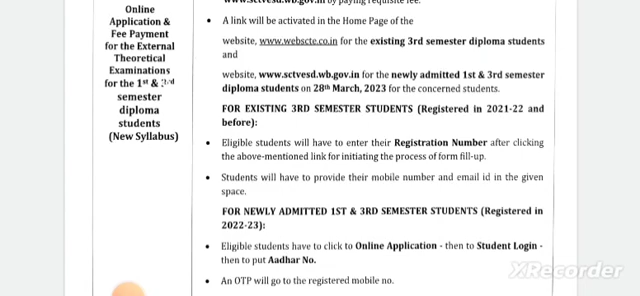 Online
Application &
Fee Payment
for the External
Theoretical
Examinations
for the 1st & 3rd
semester
diploma
students
(New Syllabus)
www.sctvesd.wb.gov.in by paying requisite fee.
• A link will be activated in the Home Page of the
website, www.webscte.co.in for the existing 3rd semester diploma students
and
website, www.sctvesd.wb.gov.in for the newly admitted 1st & 3rd semester
diploma students on 28th March, 2023 for the concerned students.
FOR EXISTING 3RD SEMESTER STUDENTS (Registered in 2021-22 and
before):
• Eligible students will have to enter their Registration Number after clicking
the above-mentioned link for initiating the process of form fill-up.
• Students will have to provide their mobile number and email id in the given
space.
FOR NEWLY ADMITTED 1ST & 3RD SEMESTER STUDENTS (Registered in
2022-23):
• Eligible students have to click to Online Application - then to Student Login -
then to put Aadhar No.
• An OTP will go to the registered mobile no.
XRecorder